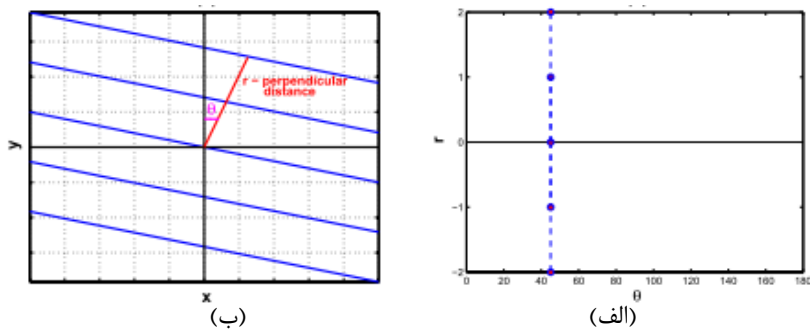 r = perpendicular
distance
θ
y
x
(ب)
2
1
0
−1
−2
r
0 20 40 60 80 100 120 140 160 180
θ
(الف)